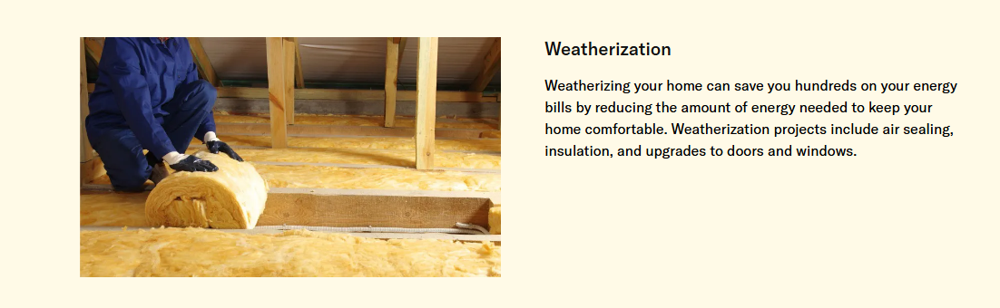 Weatherization
Weatherizing your home can save you hundreds on your energy
bills by reducing the amount of energy needed to keep your
home comfortable. Weatherization projects include air sealing,
insulation, and upgrades to doors and windows.